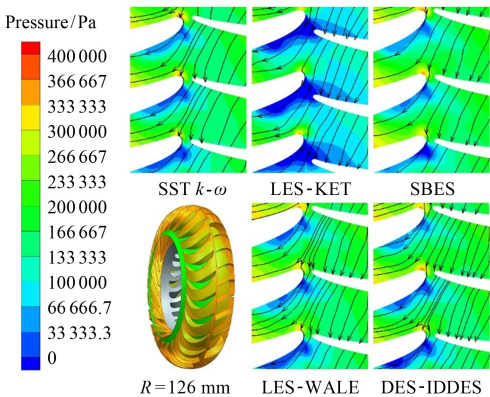 Pressure/Pa
400 000
366 667
333 333
300 000
266 667
233 333
200 000
166 667
133 333
100 000
66 666.7
33 333.3
0
SST k-ω
LES-KET
SBES
R=126 mm
LES-WALE
DES-IDDES